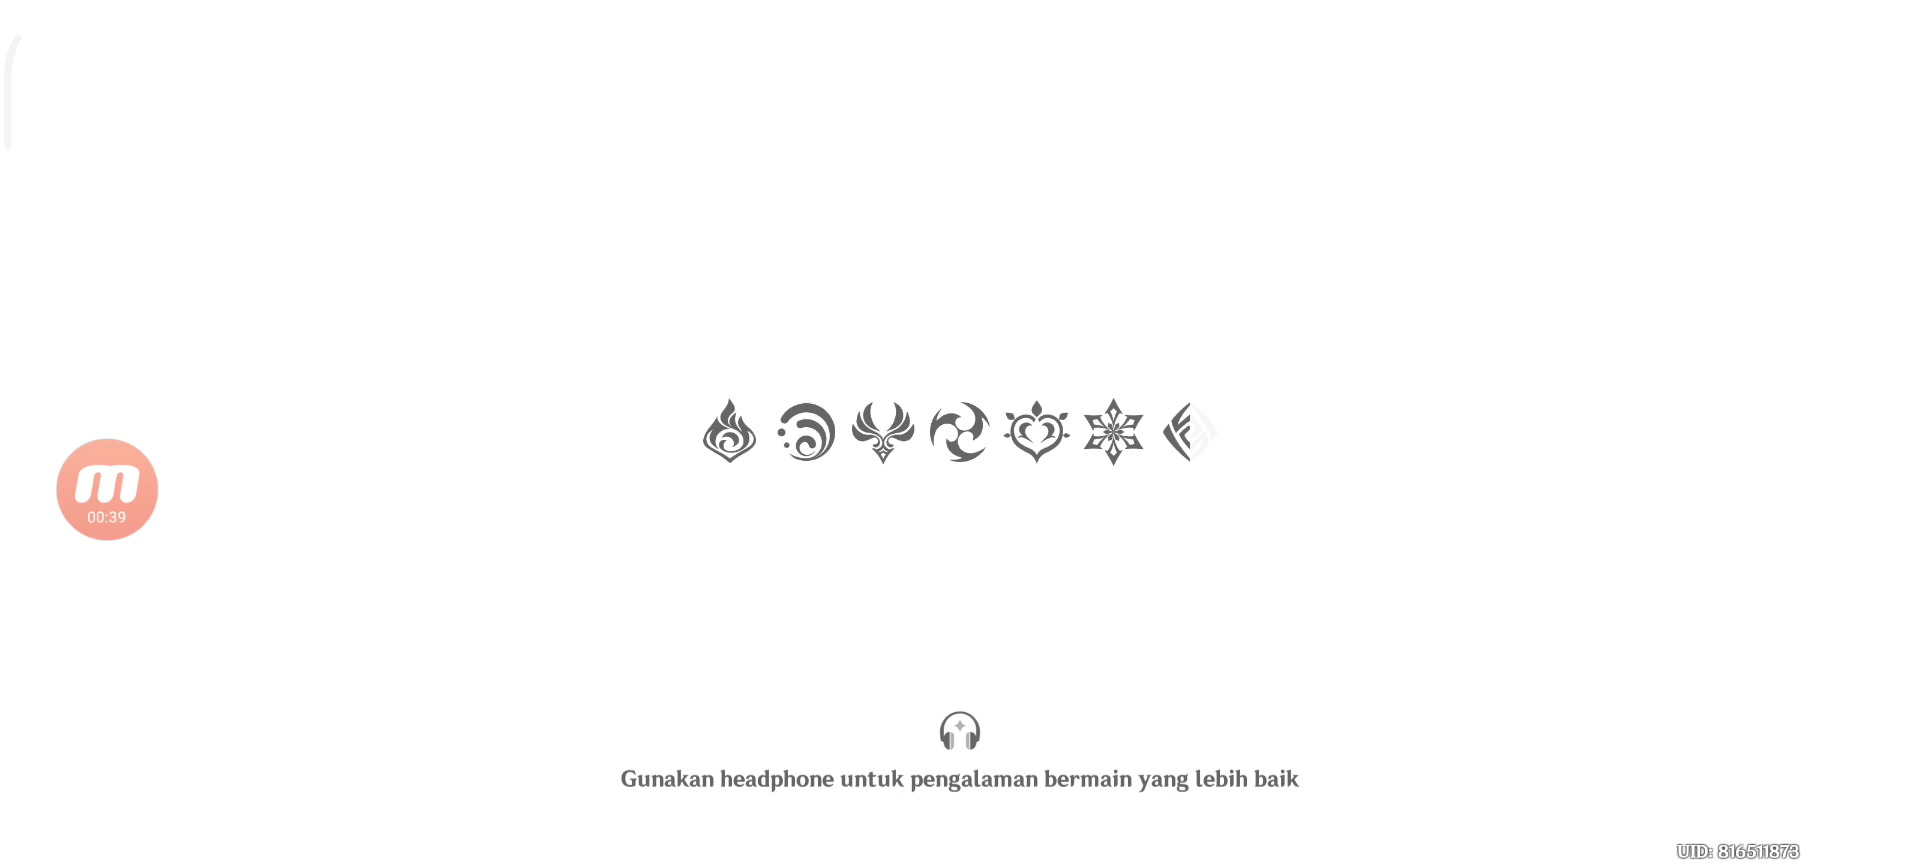 00:39
Gunakan headphone untuk pengalaman bermain yang lebih baik
UID: 816511873